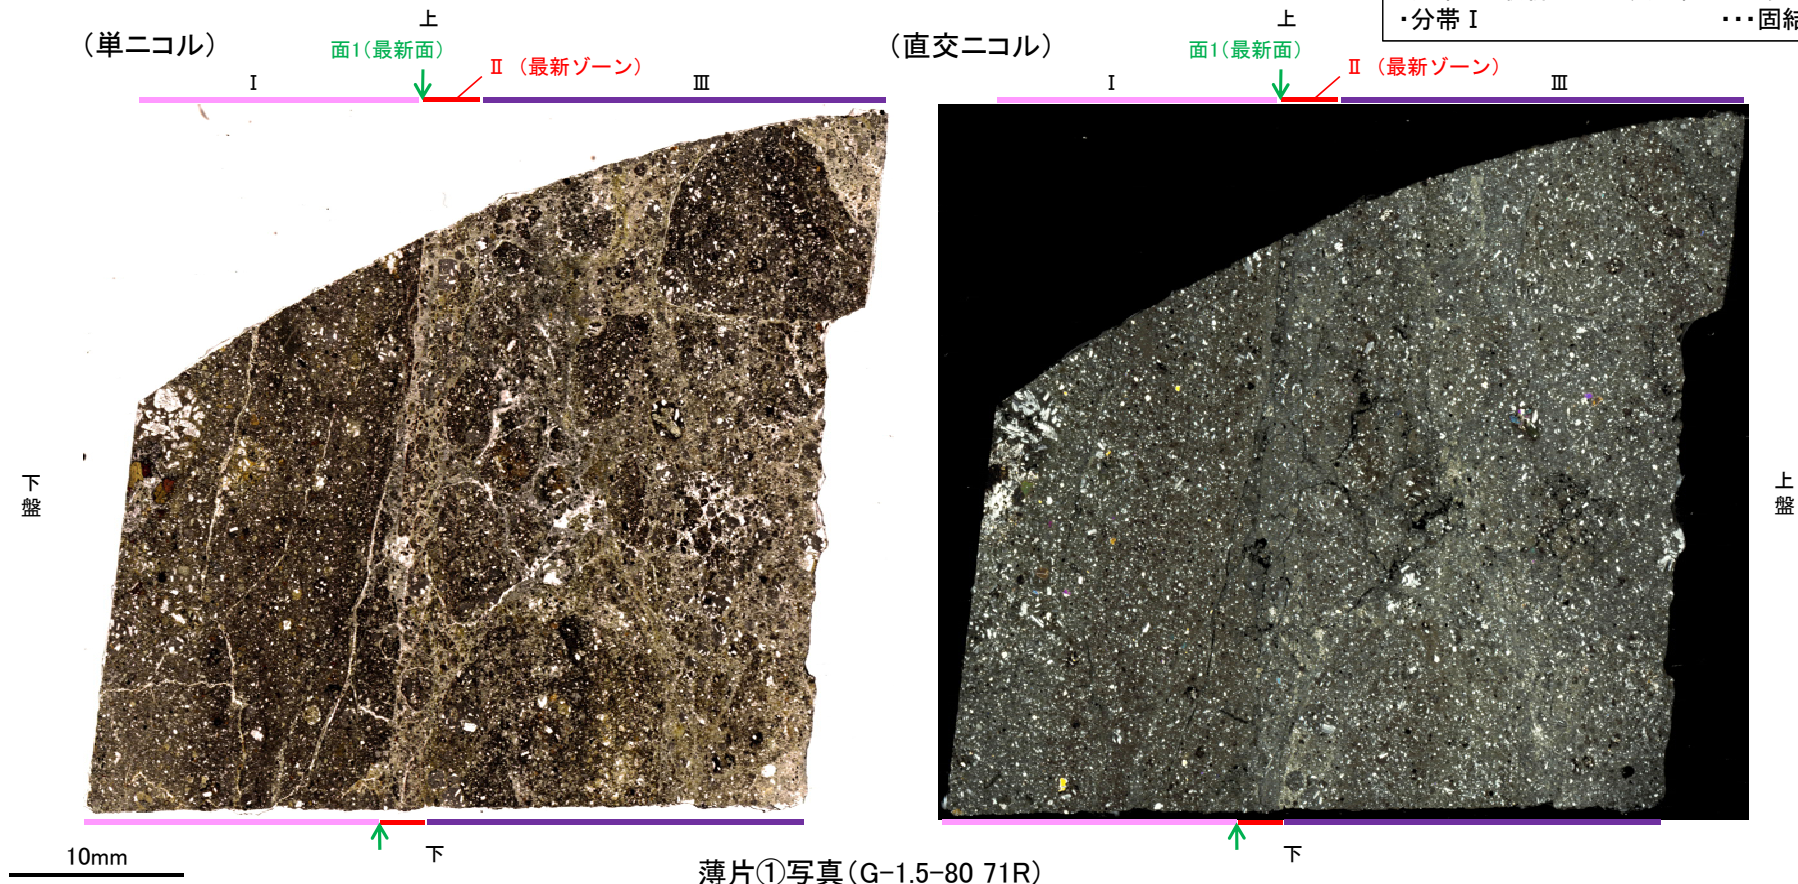 ・分帯Ⅰ ・・・固結
上
上
(単ニコル)
面1(最新面)
Ⅱ (最新ゾーン)
Ⅰ
Ⅲ
(直交ニコル)
面1(最新面)
Ⅱ (最新ゾーン)
Ⅰ
Ⅲ
下盤
上盤
下
下
10mm
薄片①写真(G-1.5-80 71R)